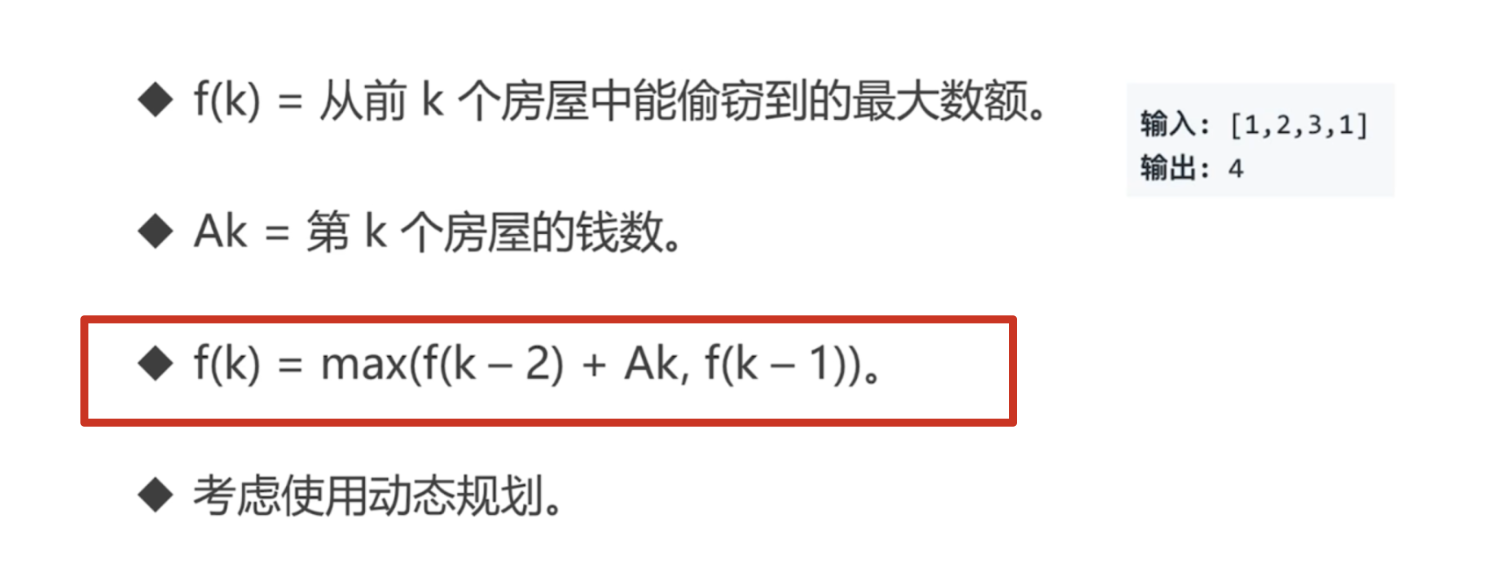 ◆ f(k) = 从前 k 个房屋中能偷窃到的最大数额。
输入: [1,2,3,1]
输出: 4
◆ Ak = 第 k 个房屋的钱数。
◆ f(k) = max(f(k – 2) + Ak, f(k – 1))。
◆ 考虑使用动态规划。